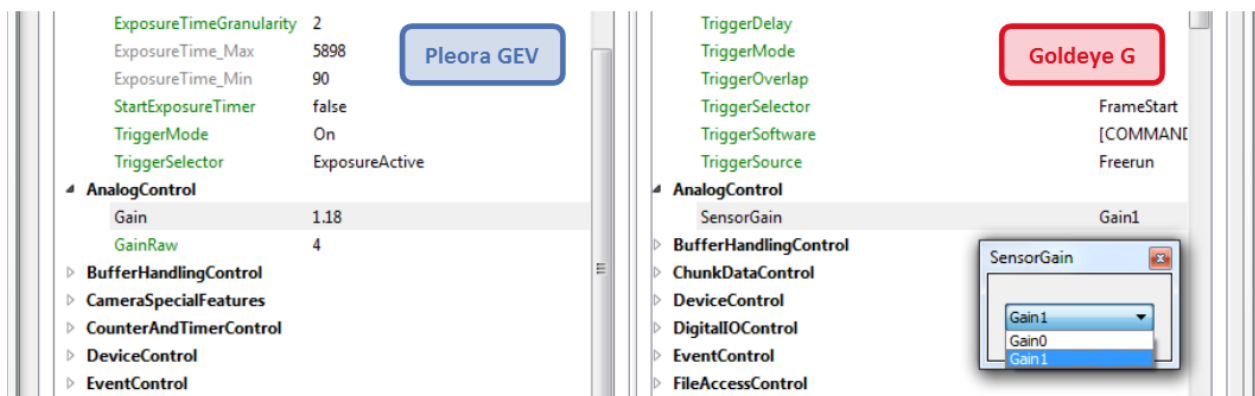 ExposureTimeGranularity 2
ExposureTime_Max 5898
ExposureTime_Min 90
StartExposureTimer false
TriggerMode On
TriggerSelector ExposureActive
AnalogControl
Gain 1.18
GainRaw 4
BufferHandlingControl
CameraSpecialFeatures
CounterAndTimerControl
DeviceControl
EventControl
Pleora GEV
TriggerDelay
TriggerMode
TriggerOverlap
TriggerSelector FrameStart
TriggerSoftware [COMMAND
TriggerSource Freerun
AnalogControl
SensorGain Gain1
BufferHandlingControl
ChunkDataControl
DeviceControl
DigitalIOControl
EventControl
FileAccessControl
Goldeye G
SensorGain
Gain1
Gain0
Gain1